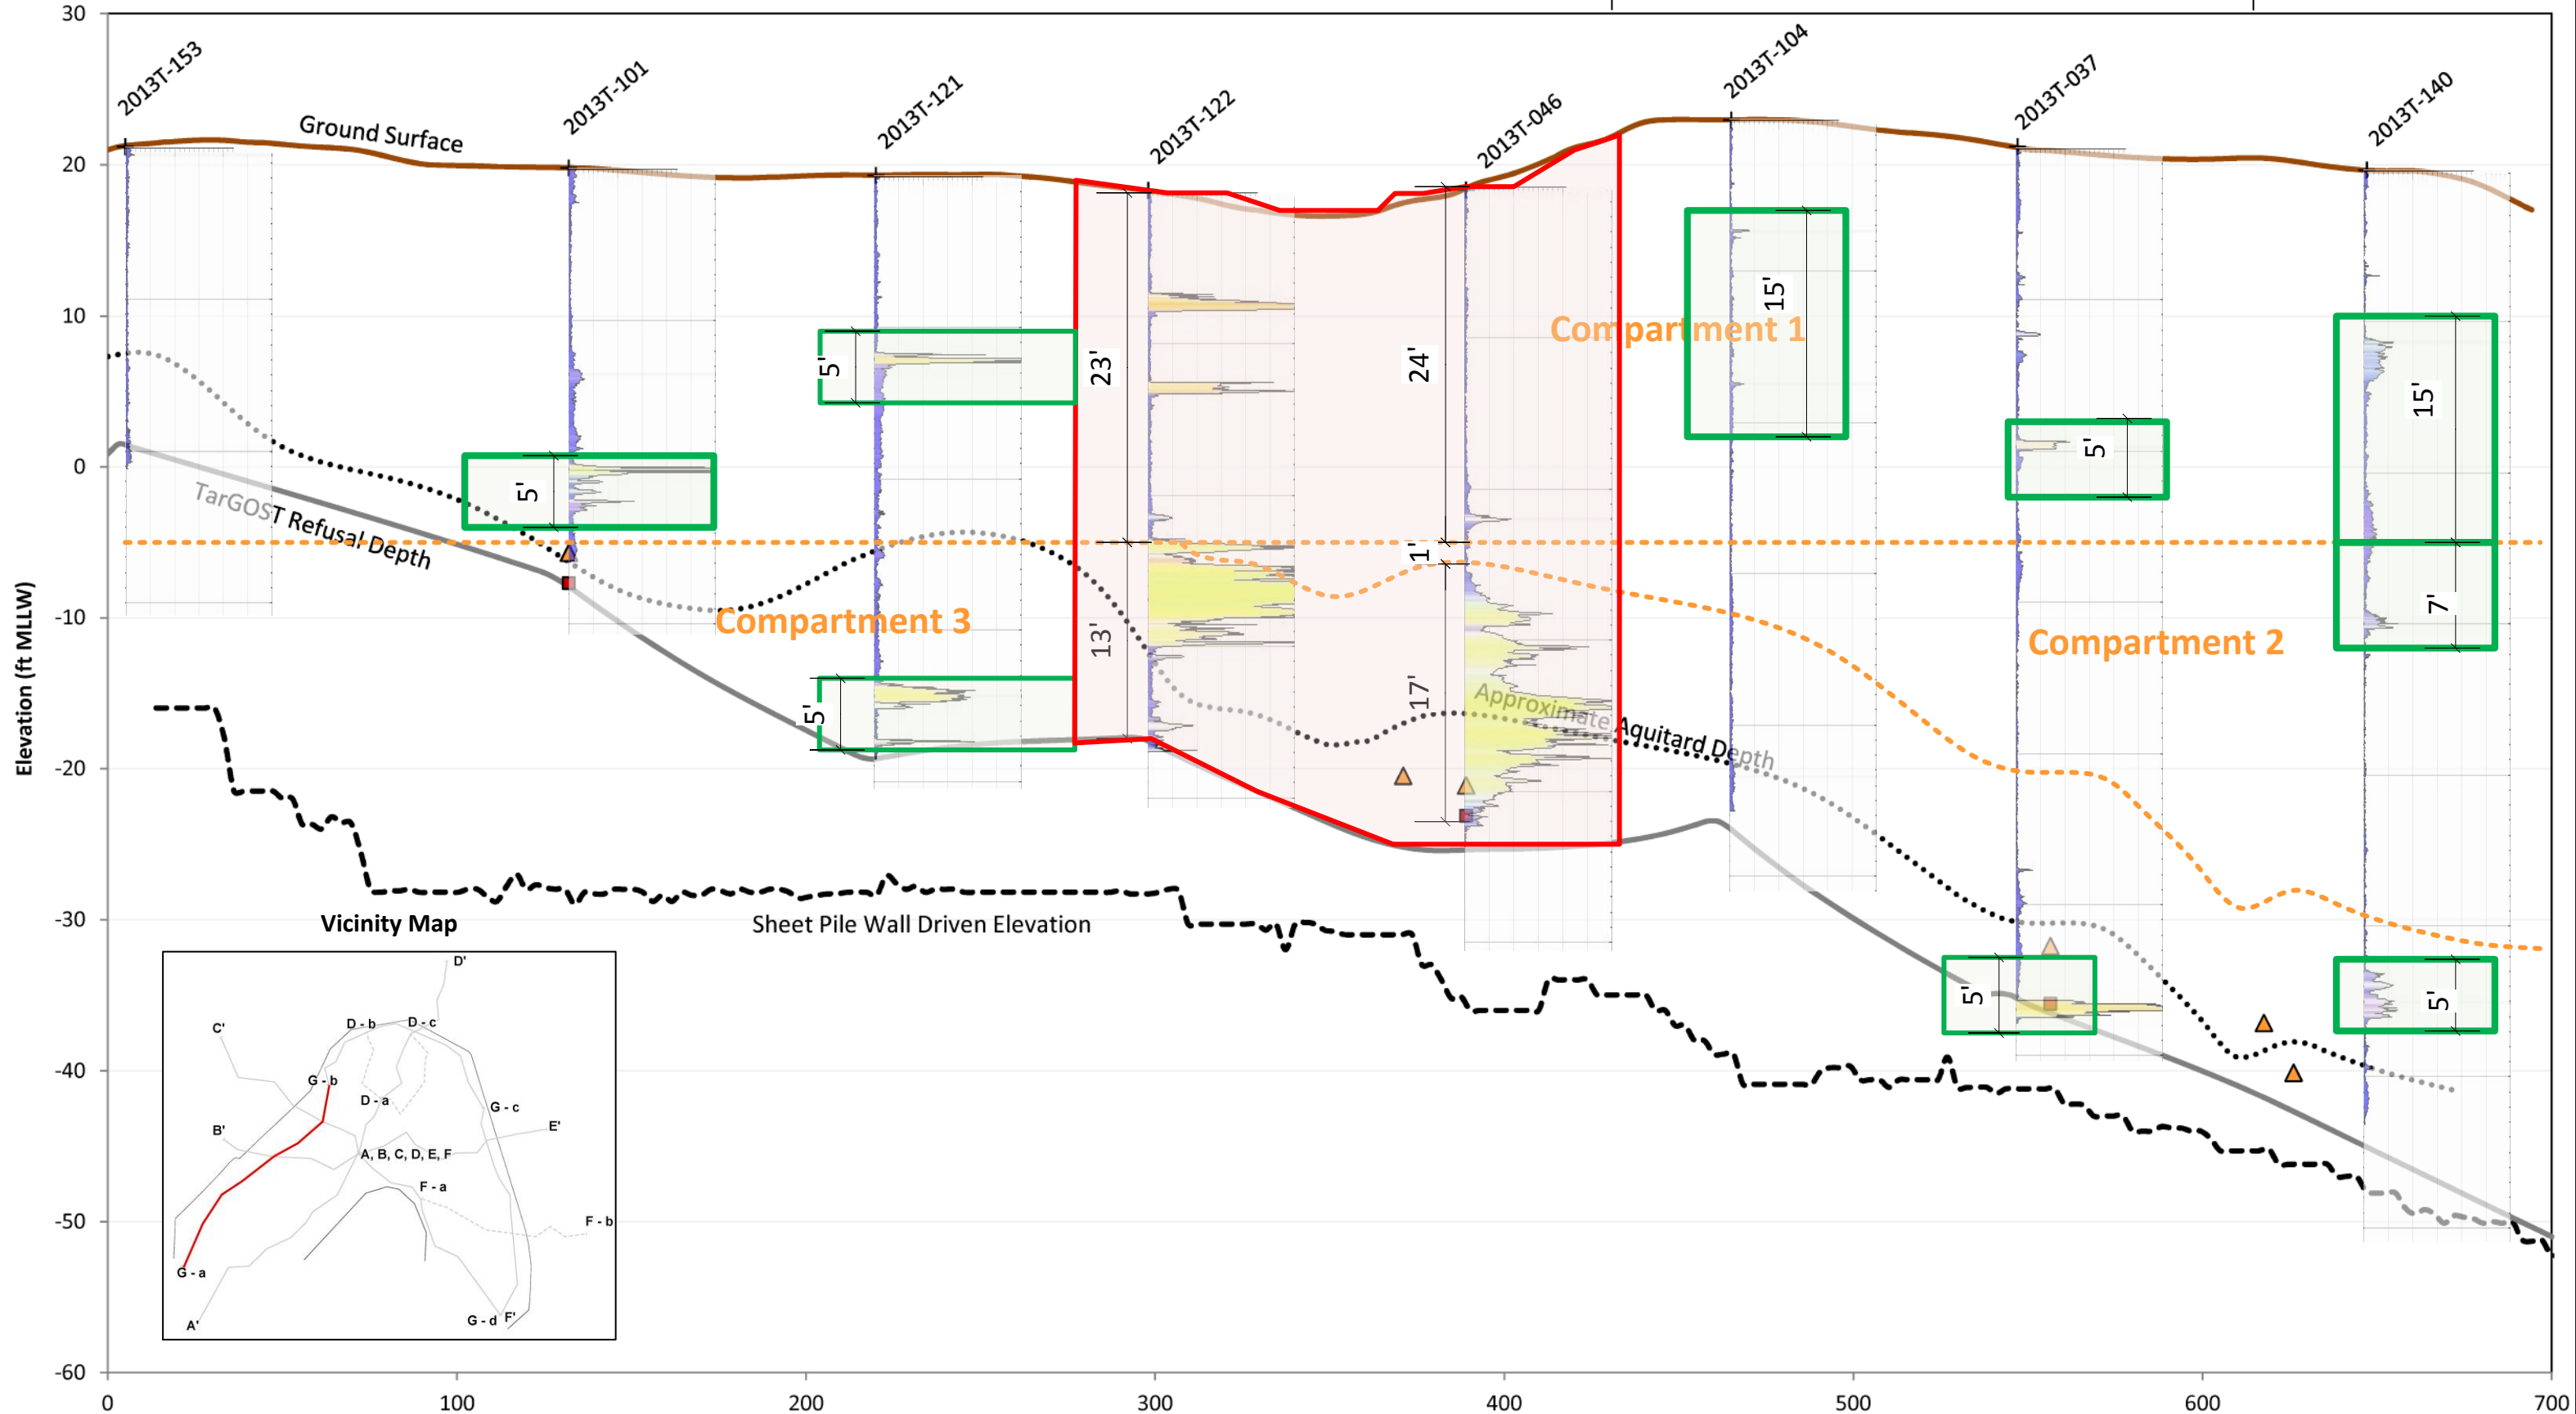 30
20
10
0
-10
-20
-30
-40
-50
-60
Elevation (ft MLLW)
0
100
200
300
400
500
600
700
2013T-153
2013T-101
2013T-121
2013T-122
2013T-046
2013T-104
2013T-037
2013T-140
Ground Surface
TarGOST Refusal Depth
Approximate Aquitard Depth
Sheet Pile Wall Driven Elevation
Compartment 1
Compartment 2
Compartment 3
5'
5'
5'
23'
13'
24'
1'
17'
15'
5'
5'
15'
7'
5'
Vicinity Map
D'
C'
D - b
D - c
G - b
D - a
G - c
B'
E'
A, B, C, D, E, F
F - a
F - b
G - a
A'
G - d
F'